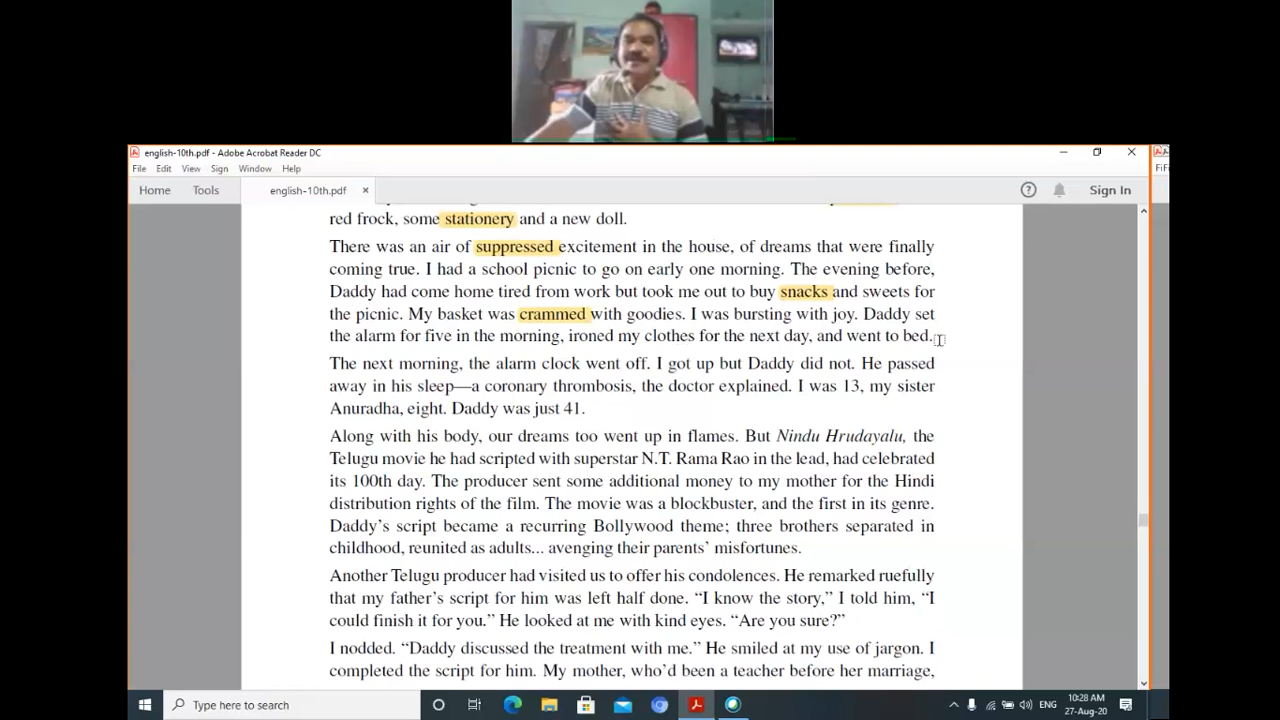 english-10th.pdf - Adobe Acrobat Reader DC
File Edit View Sign Window Help
Home Tools english-10th.pdf × Sign In
red frock, some stationery and a new doll.
There was an air of suppressed excitement in the house, of dreams that were finally
coming true. I had a school picnic to go on early one morning. The evening before,
Daddy had come home tired from work but took me out to buy snacks and sweets for
the picnic. My basket was crammed with goodies. I was bursting with joy. Daddy set
the alarm for five in the morning, ironed my clothes for the next day, and went to bed.
The next morning, the alarm clock went off. I got up but Daddy did not. He passed
away in his sleep—a coronary thrombosis, the doctor explained. I was 13, my sister
Anuradha, eight. Daddy was just 41.
Along with his body, our dreams too went up in flames. But Nindu Hrudayalu, the
Telugu movie he had scripted with superstar N.T. Rama Rao in the lead, had celebrated
its 100th day. The producer sent some additional money to my mother for the Hindi
distribution rights of the film. The movie was a blockbuster, and the first in its genre.
Daddy's script became a recurring Bollywood theme; three brothers separated in
childhood, reunited as adults... avenging their parents' misfortunes.
Another Telugu producer had visited us to offer his condolences. He remarked ruefully
that my father's script for him was left half done. “I know the story,” I told him, “I
could finish it for you.” He looked at me with kind eyes. “Are you sure?”
I nodded. “Daddy discussed the treatment with me.” He smiled at my use of jargon. I
completed the script for him. My mother, who'd been a teacher before her marriage,
Type here to search
ENG
10:28 AM
27-Aug-20